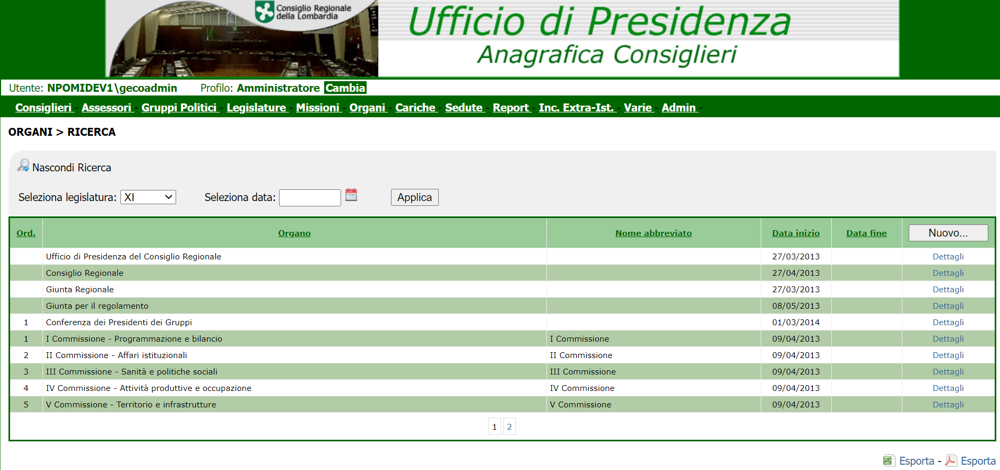 Consiglio Regionale
della Lombardia
Ufficio di Presidenza
Anagrafica Consiglieri
Utente: NPOMIDEV1\gecoadmin Profilo: Amministratore Cambia
Consiglieri - Assessori - Gruppi Politici - Legislature - Missioni - Organi - Cariche - Sedute - Report - Inc. Extra-Ist. - Varie - Admin -
ORGANI > RICERCA
Nascondi Ricerca
Seleziona legislatura: XI Seleziona data: Applica
Ord. Organo Nome abbreviato Data inizio Data fine Nuovo...
Ufficio di Presidenza del Consiglio Regionale 27/03/2013 Dettagli
Consiglio Regionale 27/04/2013 Dettagli
Giunta Regionale 27/03/2013 Dettagli
Giunta per il regolamento 08/05/2013 Dettagli
1 Conferenza dei Presidenti dei Gruppi 01/03/2014 Dettagli
1 I Commissione - Programmazione e bilancio I Commissione 09/04/2013 Dettagli
2 II Commissione - Affari istituzionali II Commissione 09/04/2013 Dettagli
3 III Commissione - Sanità e politiche sociali III Commissione 09/04/2013 Dettagli
4 IV Commissione - Attività produttive e occupazione IV Commissione 09/04/2013 Dettagli
5 V Commissione - Territorio e infrastrutture V Commissione 09/04/2013 Dettagli
1 2
Esporta - Esporta